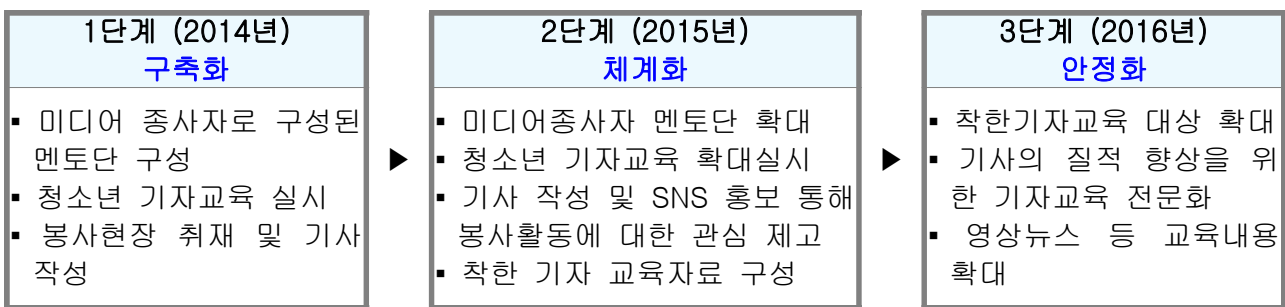 1단계 (2014년)
구축화
▪ 미디어 종사자로 구성된
멘토단 구성
▪ 청소년 기자교육 실시
▪ 봉사현장 취재 및 기사
작성
▶
2단계 (2015년)
체계화
▪ 미디어종사자 멘토단 확대
▪ 청소년 기자교육 확대실시
▪ 기사 작성 및 SNS 홍보 통해
봉사활동에 대한 관심 제고
▪ 착한 기자 교육자료 구성
▶
3단계 (2016년)
안정화
▪ 착한기자교육 대상 확대
▪ 기사의 질적 향상을 위
한 기자교육 전문화
▪ 영상뉴스 등 교육내용
확대